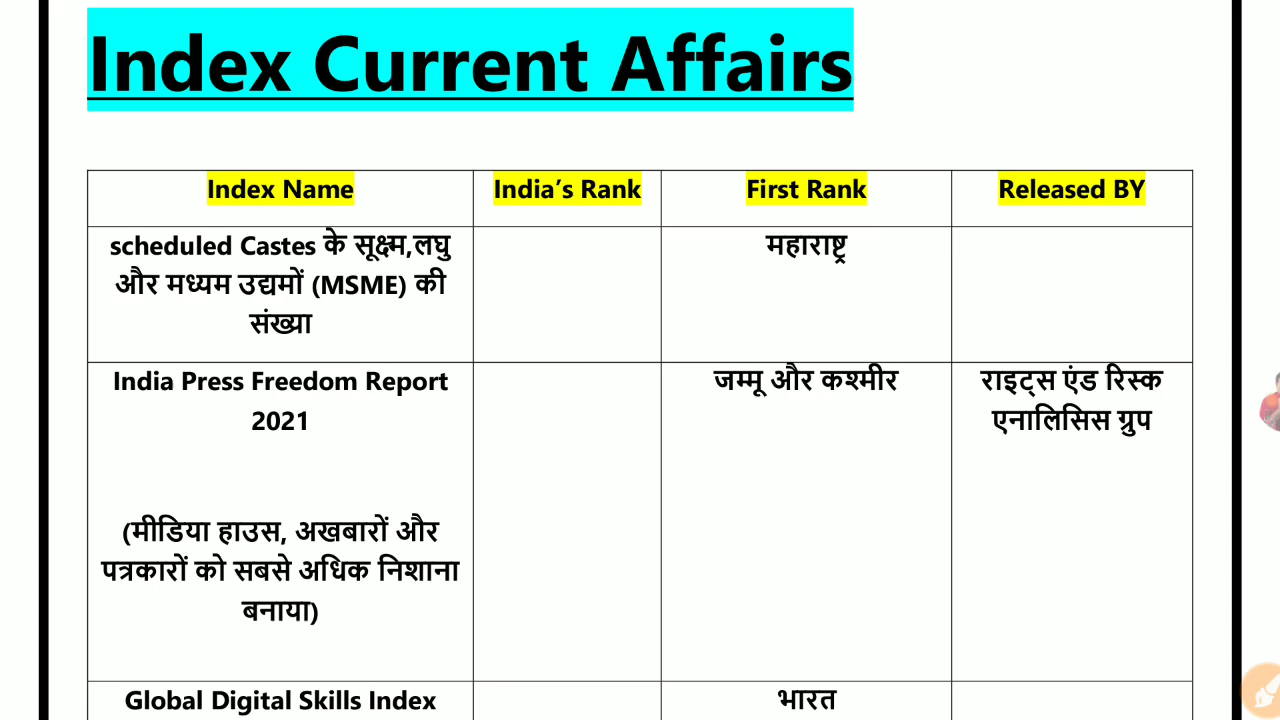 Index Current Affairs
Index Name India's Rank First Rank Released BY
scheduled Castes के सूक्ष्म,लघु महाराष्ट्र
और मध्यम उद्यमों (MSME) की
संख्या
India Press Freedom Report जम्मू और कश्मीर राइट्स एंड रिस्क
2021 एनालिसिस ग्रुप
(मीडिया हाउस, अखबारों और
पत्रकारों को सबसे अधिक निशाना
बनाया)
Global Digital Skills Index भारत